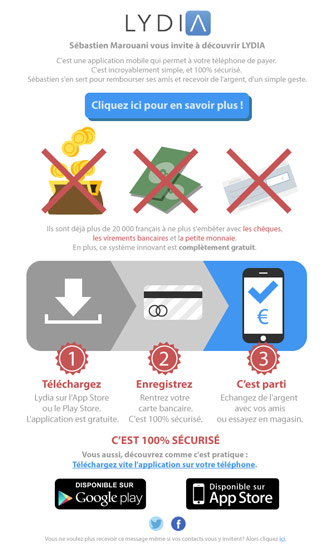 LYDIA
Sébastien Marouani vous invite à découvrir LYDIA
C'est une application mobile qui permet à votre téléphone de payer.
C'est incroyablement simple, et 100% sécurisé.
Sébastien s'en sert pour rembourser ses amis et recevoir de l'argent, d'un simple geste.
Cliquez ici pour en savoir plus !
Ils sont déjà plus de 20 000 français à ne plus s'embêter avec les chèques,
les virements bancaires et la petite monnaie.
En plus, ce système innovant est complètement gratuit.
€
1 2 3
Téléchargez
Lydia sur l'App Store
ou le Play Store.
L'application est gratuite.
Enregistrez
Rentrez votre
carte bancaire.
C'est 100% sécurisé.
C'est parti
Echangez de l'argent
avec vos amis
ou essayez en magasin.
C'EST 100% SÉCURISÉ
Vous aussi, découvrez comme c'est pratique :
Téléchargez vite l'application sur votre téléphone.
DISPONIBLE SUR
Google play
Disponible sur
App Store
Vous ne voulez plus recevoir ce message même si vos contacts vous y invitent? Alors cliquez ici.